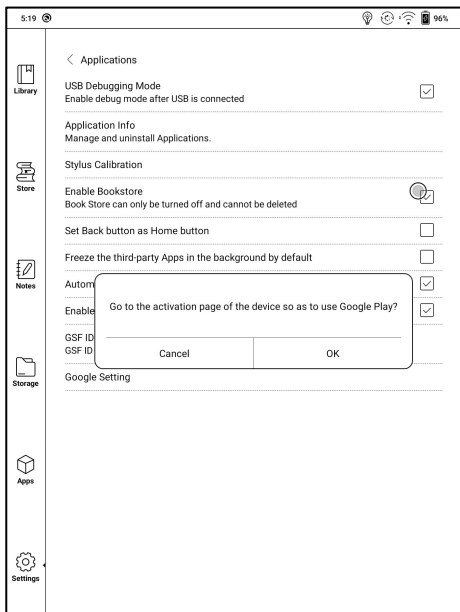 5:19
96%
Applications
USB Debugging Mode
Enable debug mode after USB is connected
Application Info
Manage and uninstall Applications.
Stylus Calibration
Enable Bookstore
Book Store can only be turned off and cannot be deleted
Set Back button as Home button
Freeze the third-party Apps in the background by default
Autom
Enable
GSF ID
GSF ID
Google Setting
Go to the activation page of the device so as to use Google Play?
Cancel
OK
Library
Store
Notes
Storage
Apps
Settings